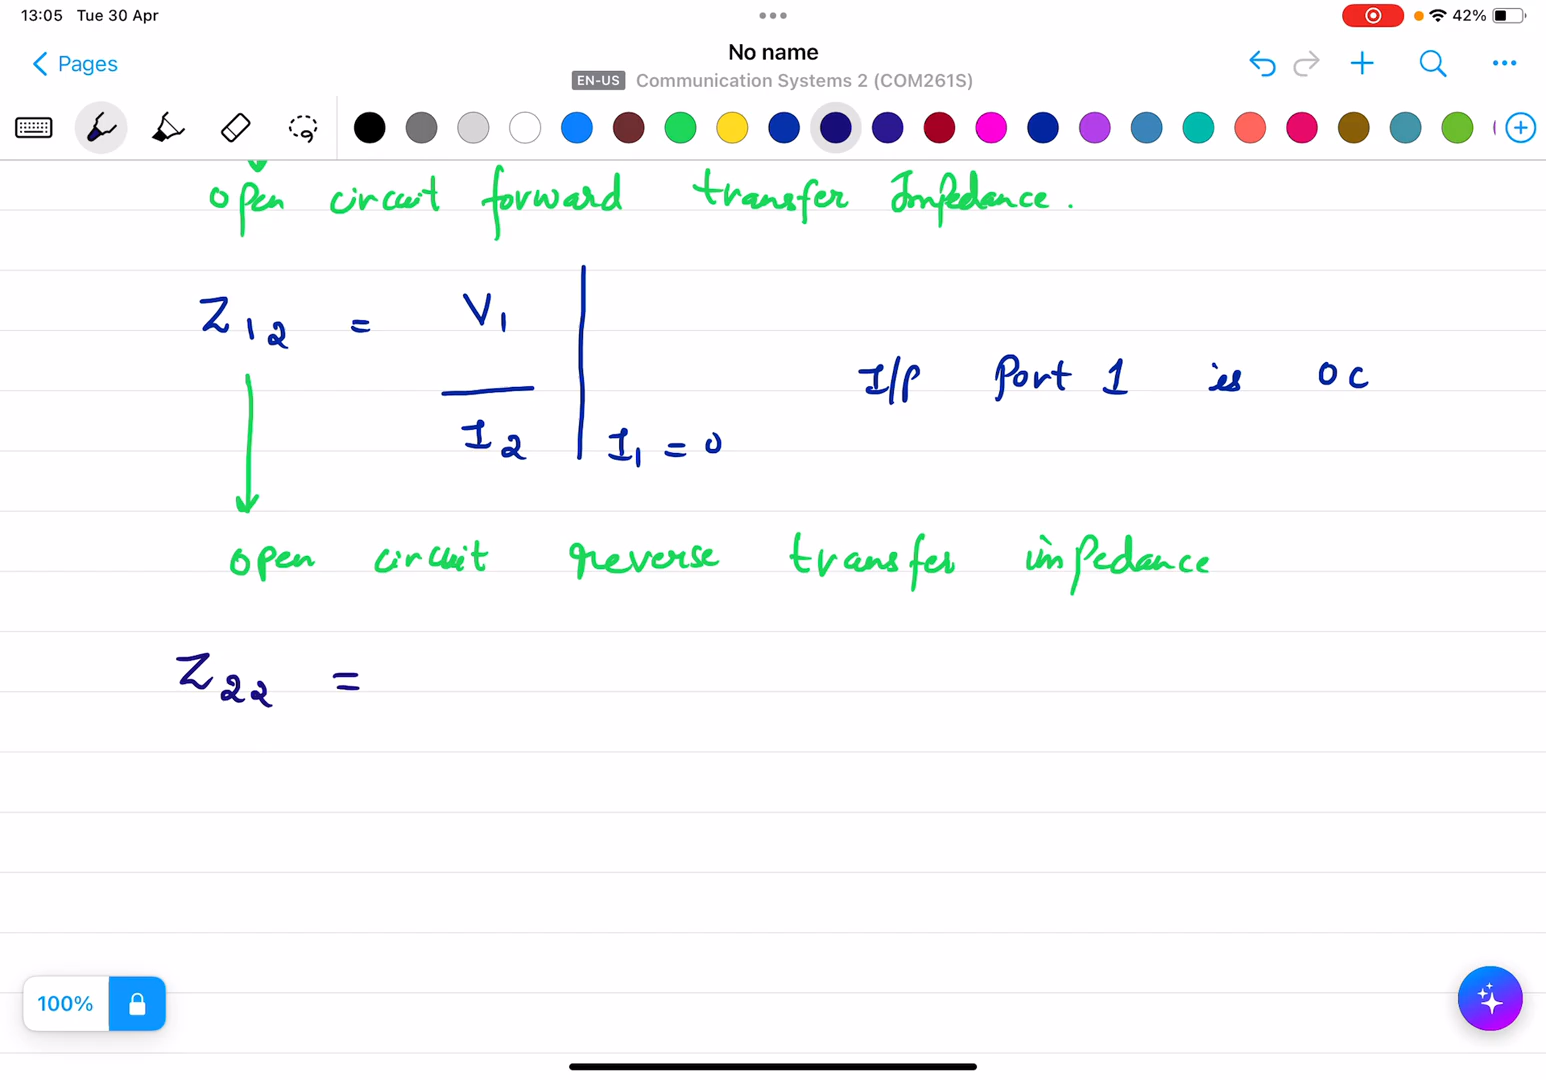 13:05 Tue 30 Apr
42%
Pages
No name
EN-US Communication Systems 2 (COM261S)
open circuit forward transfer Impedance.
Z12 = V1
I2 | I1 = 0
I/P Port 1 is OC
open circuit reverse transfer impedance
Z22 =
100%